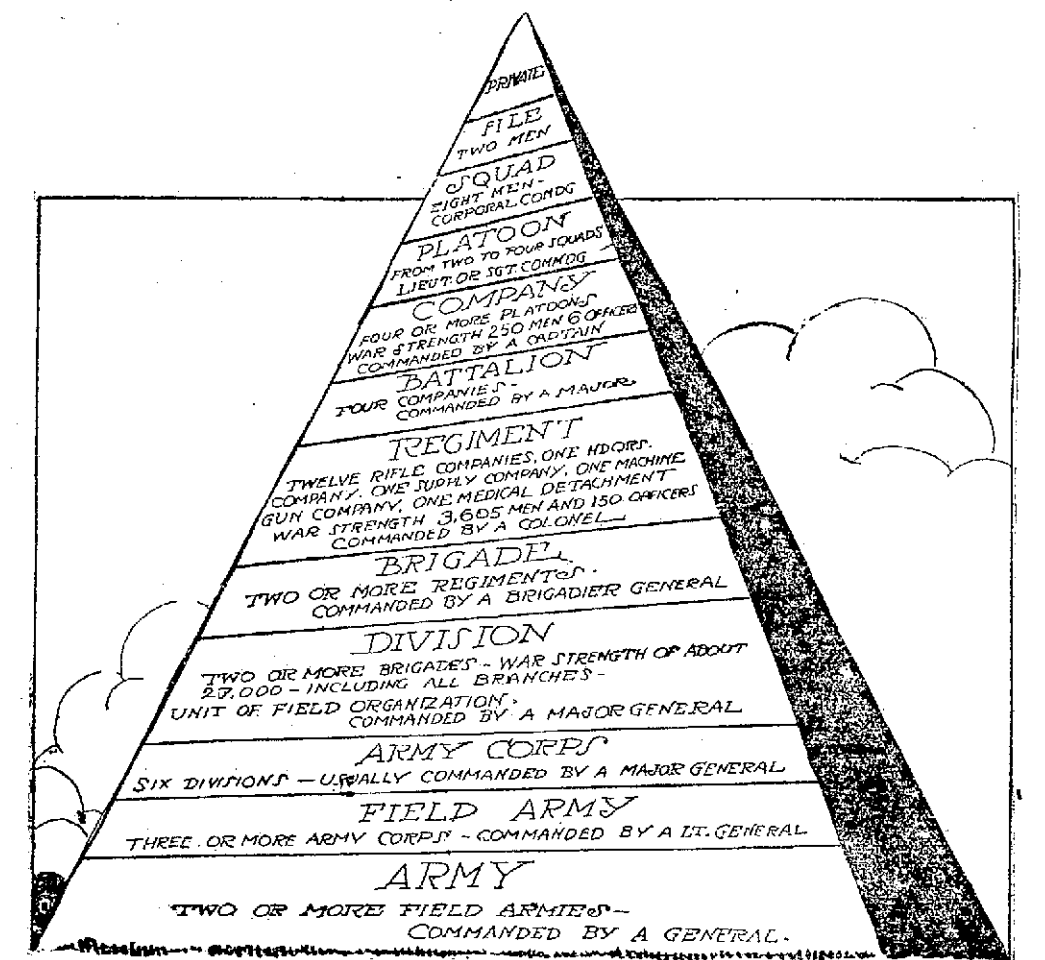 PRIVATE
FILE
TWO MEN
SQUAD
EIGHT MEN-
CORPORAL COMDG
PLATOON
FROM TWO TO FOUR SQUADS
LIEUT. OR SGT. COMMDG
COMPANY
FOUR OR MORE PLATOONS
WAR STRENGTH 250 MEN 6 OFFICERS
COMMANDED BY A CAPTAIN
BATTALION
FOUR COMPANIES-
COMMANDED BY A MAJOR
REGIMENT
TWELVE RIFLE COMPANIES, ONE HDQRS.
COMPANY, ONE SUPPLY COMPANY, ONE MACHINE
GUN COMPANY, ONE MEDICAL DETACHMENT
WAR STRENGTH 3,605 MEN AND 150 OFFICERS
COMMANDED BY A COLONEL
BRIGADE
TWO OR MORE REGIMENTS.
COMMANDED BY A BRIGADIER GENERAL
DIVISION
TWO OR MORE BRIGADES - WAR STRENGTH OF ABOUT
27,000 - INCLUDING ALL BRANCHES-
UNIT OF FIELD ORGANIZATION.
COMMANDED BY A MAJOR GENERAL
ARMY CORPS
SIX DIVISIONS - USUALLY COMMANDED BY A MAJOR GENERAL
FIELD ARMY
THREE OR MORE ARMY CORPS - COMMANDED BY A LT. GENERAL
ARMY
TWO OR MORE FIELD ARMIES-
COMMANDED BY A GENERAL.